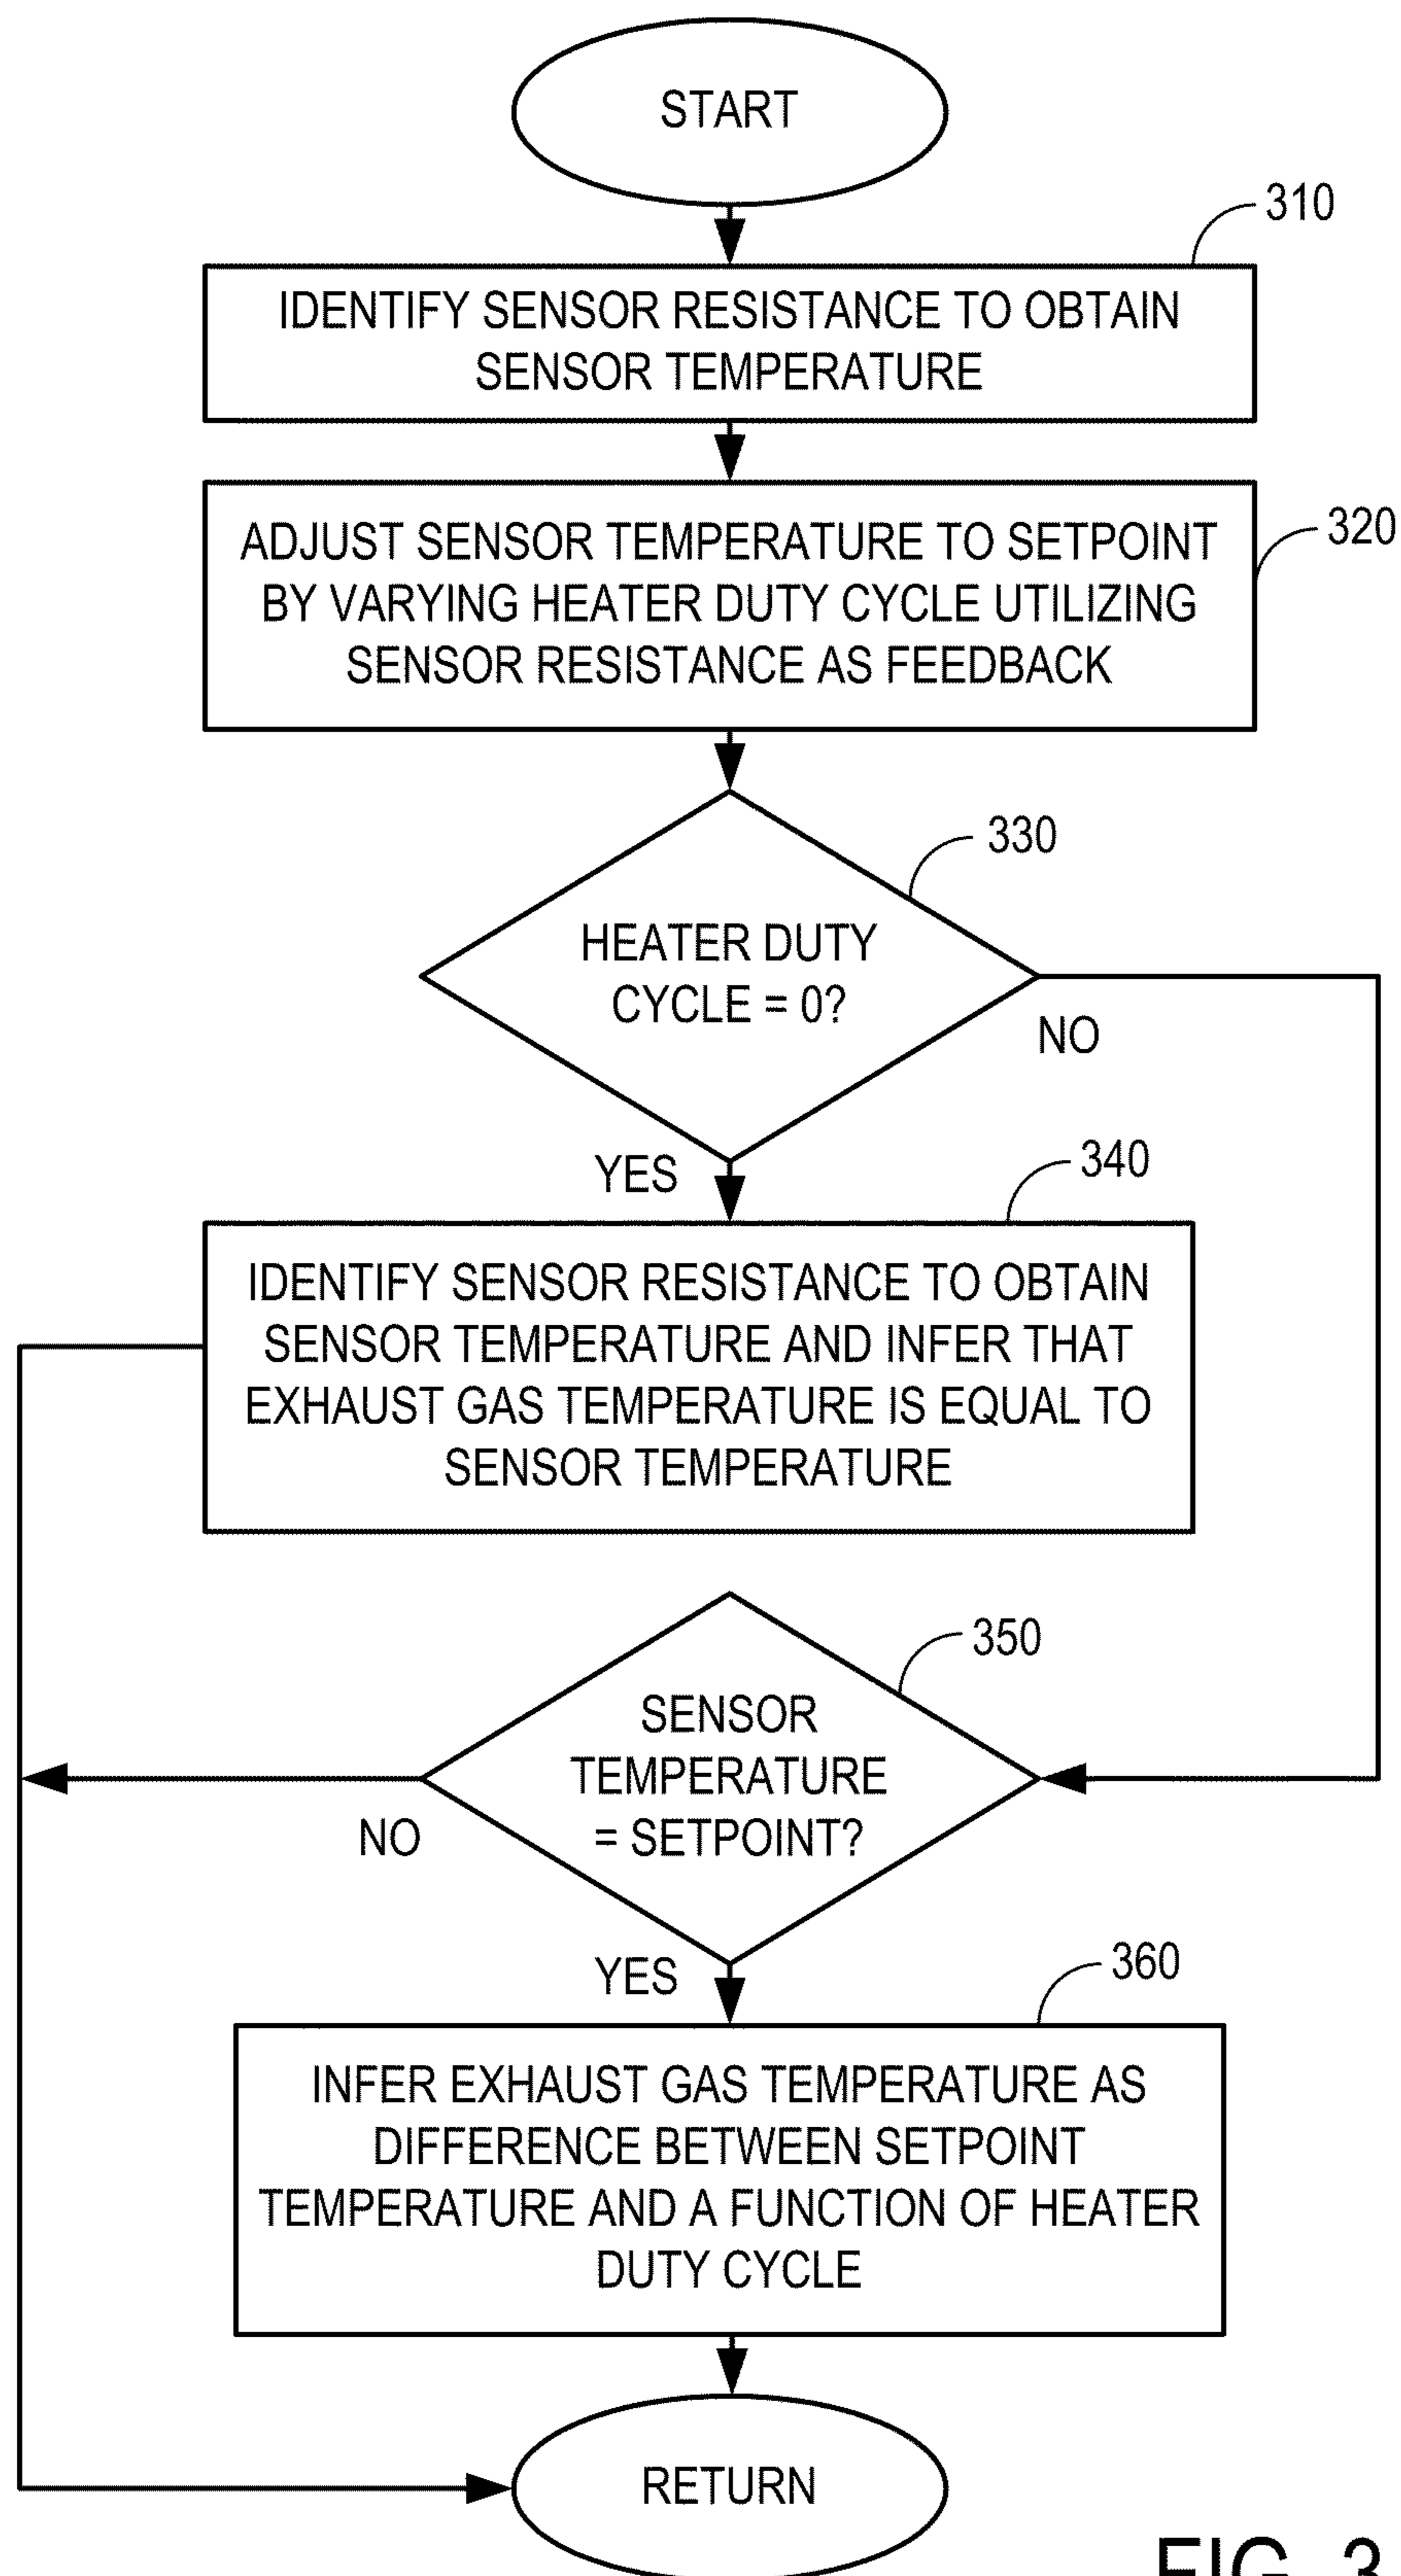 START
310
IDENTIFY SENSOR RESISTANCE TO OBTAIN
SENSOR TEMPERATURE
320
ADJUST SENSOR TEMPERATURE TO SETPOINT
BY VARYING HEATER DUTY CYCLE UTILIZING
SENSOR RESISTANCE AS FEEDBACK
330
HEATER DUTY
CYCLE = 0?
NO
YES
340
IDENTIFY SENSOR RESISTANCE TO OBTAIN
SENSOR TEMPERATURE AND INFER THAT
EXHAUST GAS TEMPERATURE IS EQUAL TO
SENSOR TEMPERATURE
350
SENSOR
TEMPERATURE
= SETPOINT?
NO
YES
360
INFER EXHAUST GAS TEMPERATURE AS
DIFFERENCE BETWEEN SETPOINT
TEMPERATURE AND A FUNCTION OF HEATER
DUTY CYCLE
RETURN
FIG. 3